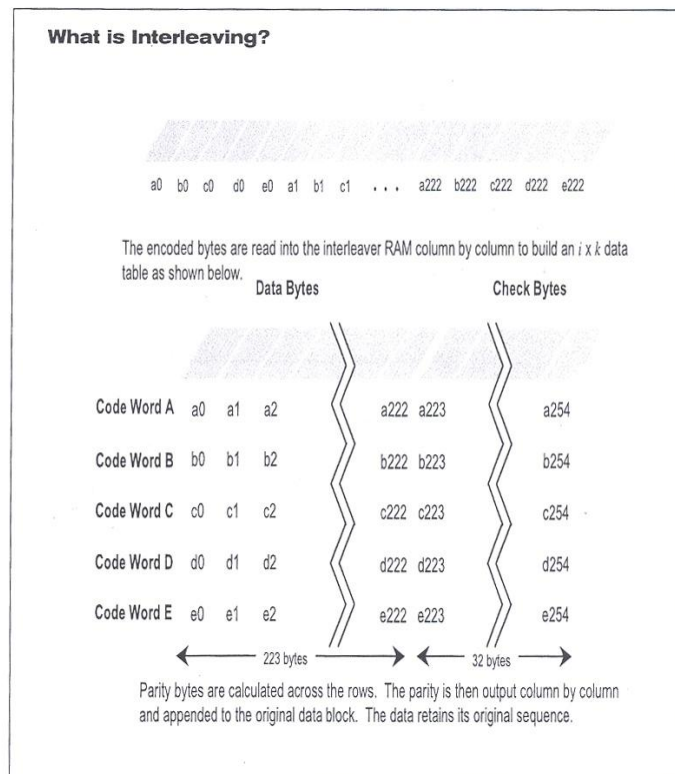 What is Interleaving?
a0 b0 c0 d0 e0 a1 b1 c1 . . . a222 b222 c222 d222 e222
The encoded bytes are read into the interleaver RAM column by column to build an i x k data
table as shown below.
Data Bytes Check Bytes
Code Word A a0 a1 a2 a222 a223 a254
Code Word B b0 b1 b2 b222 b223 b254
Code Word C c0 c1 c2 c222 c223 c254
Code Word D d0 d1 d2 d222 d223 d254
Code Word E e0 e1 e2 e222 e223 e254
223 bytes 32 bytes
Parity bytes are calculated across the rows. The parity is then output column by column
and appended to the original data block. The data retains its original sequence.